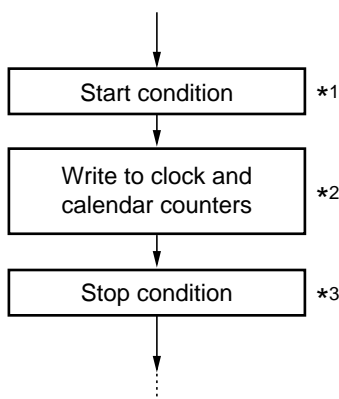 Start condition *1
Write to clock and
calendar counters *2
Stop condition *3